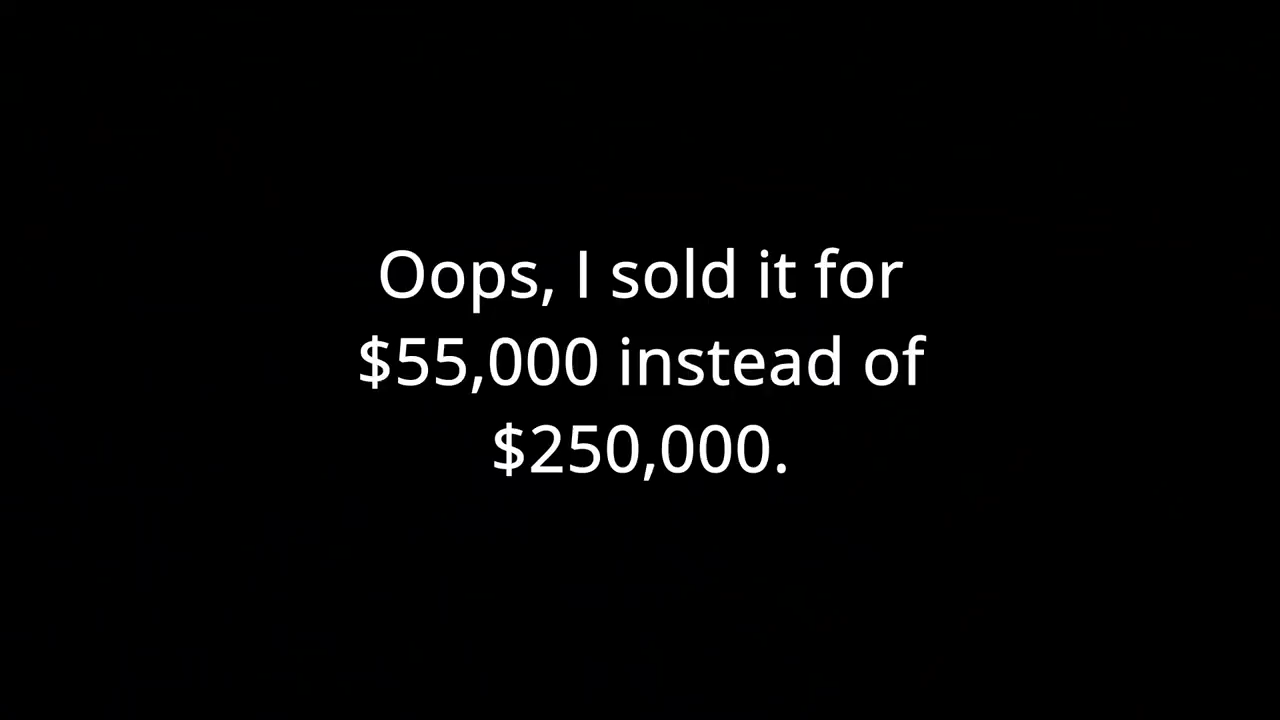 Oops, I sold it for
$55,000 instead of
$250,000.